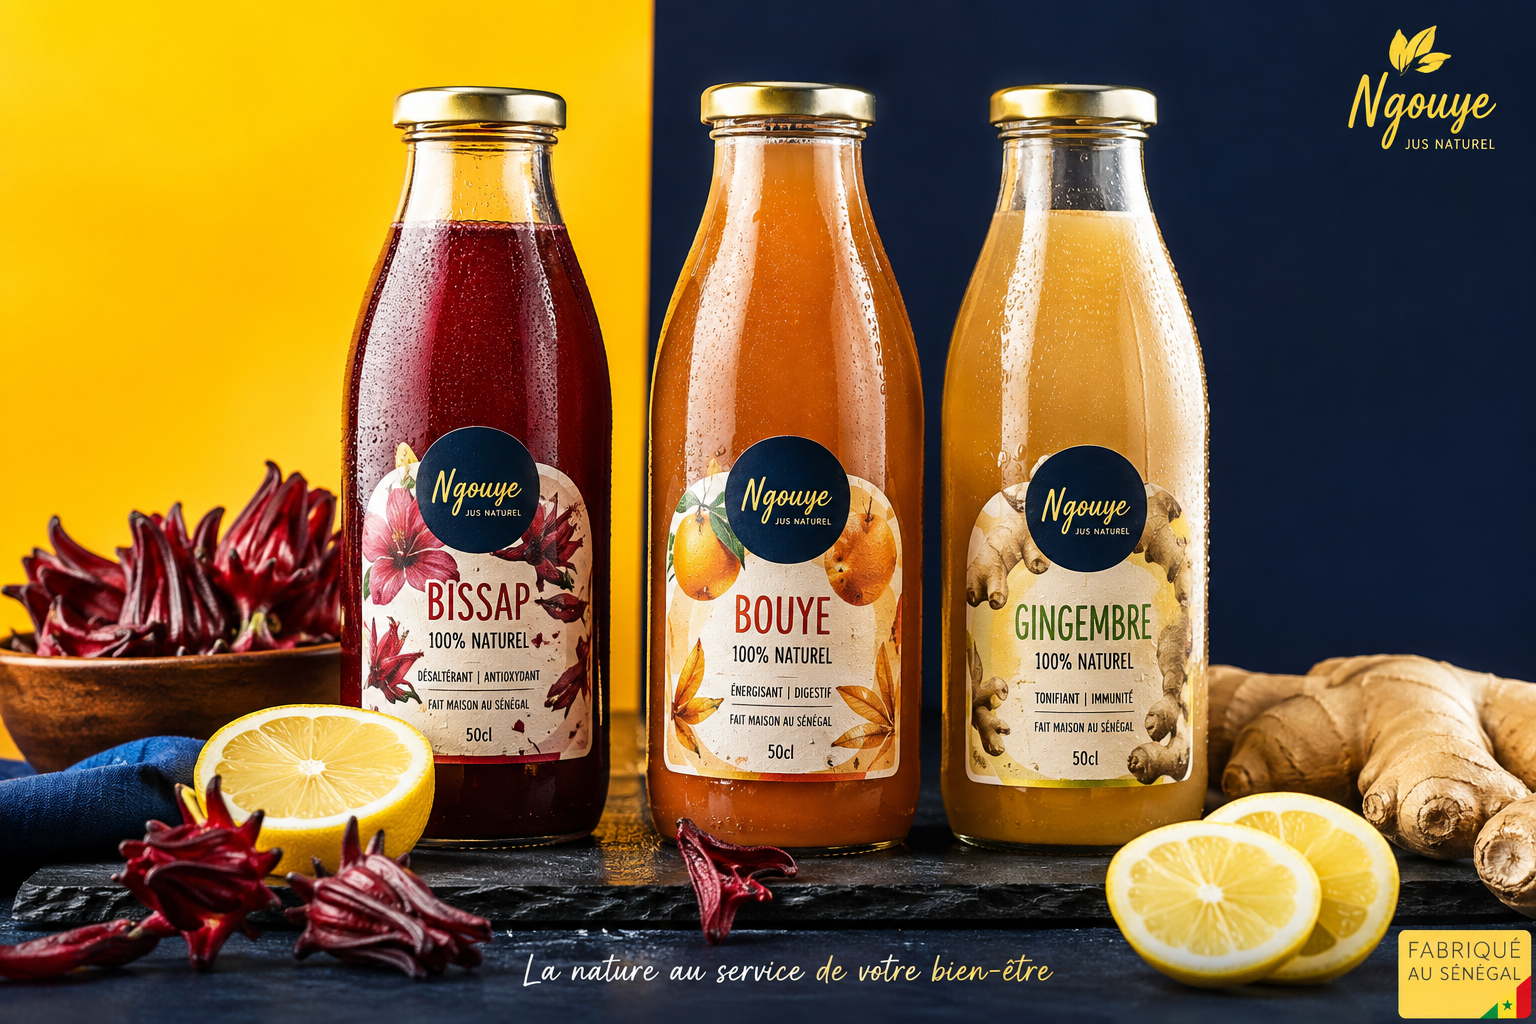 Ngouye
JUS NATUREL
Ngouye
JUS NATUREL
BISSAP
100% NATUREL
DÉSALTÉRANT | ANTIOXYDANT
FAIT MAISON AU SÉNÉGAL
50cl
Ngouye
JUS NATUREL
BOUYE
100% NATUREL
ÉNERGISANT | DIGESTIF
FAIT MAISON AU SÉNÉGAL
50cl
Ngouye
JUS NATUREL
GINGEMBRE
100% NATUREL
TONIFIANT | IMMUNITÉ
FAIT MAISON AU SÉNÉGAL
50cl
La nature au service de votre bien-être
FABRIQUÉ
AU SÉNÉGAL